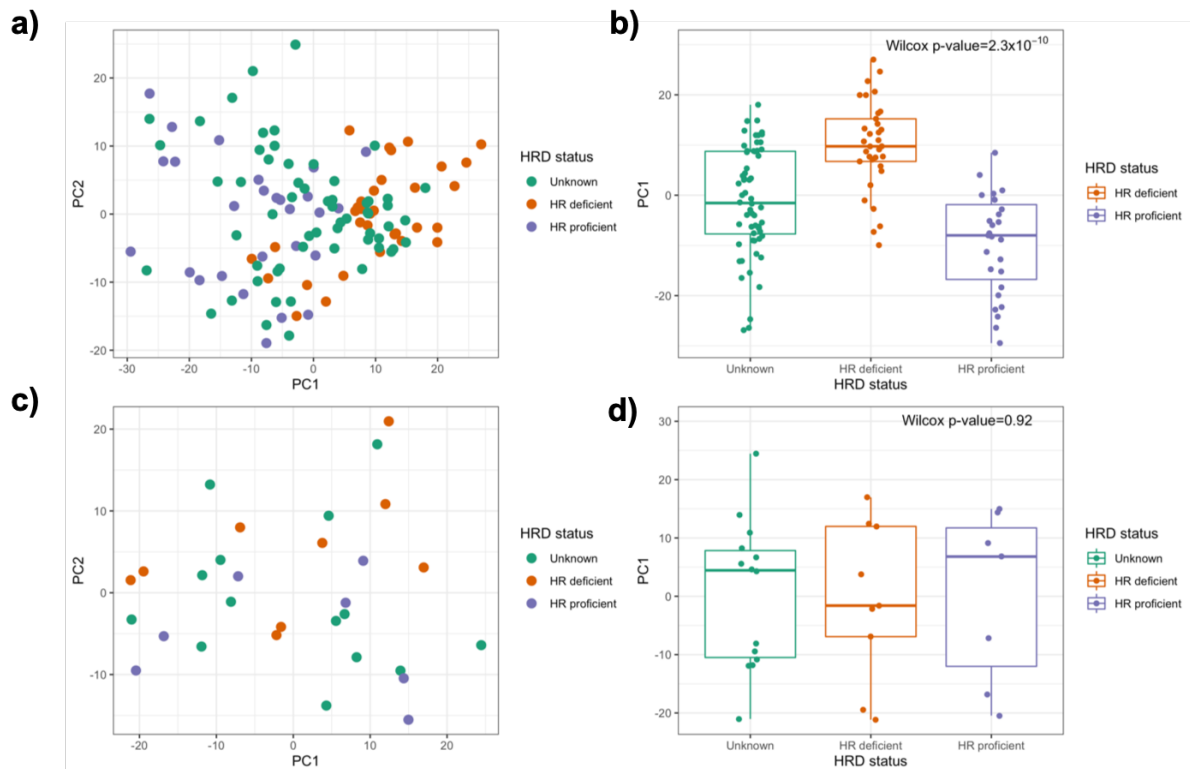 a)
20
10
0
-10
-20
PC2
-30
-20
-10
0
10
20
PC1
HRD status
Unknown
HR deficient
HR proficient
b)
Wilcox p-value=2.3x10⁻¹⁰
20
0
-20
PC1
Unknown
HR deficient
HR proficient
HRD status
HRD status
HR deficient
HR proficient
c)
20
10
0
-10
PC2
-20
-10
0
10
20
PC1
HRD status
Unknown
HR deficient
HR proficient
d)
Wilcox p-value=0.92
30
20
10
0
-10
-20
PC1
Unknown
HR deficient
HR proficient
HRD status
HRD status
Unknown
HR deficient
HR proficient